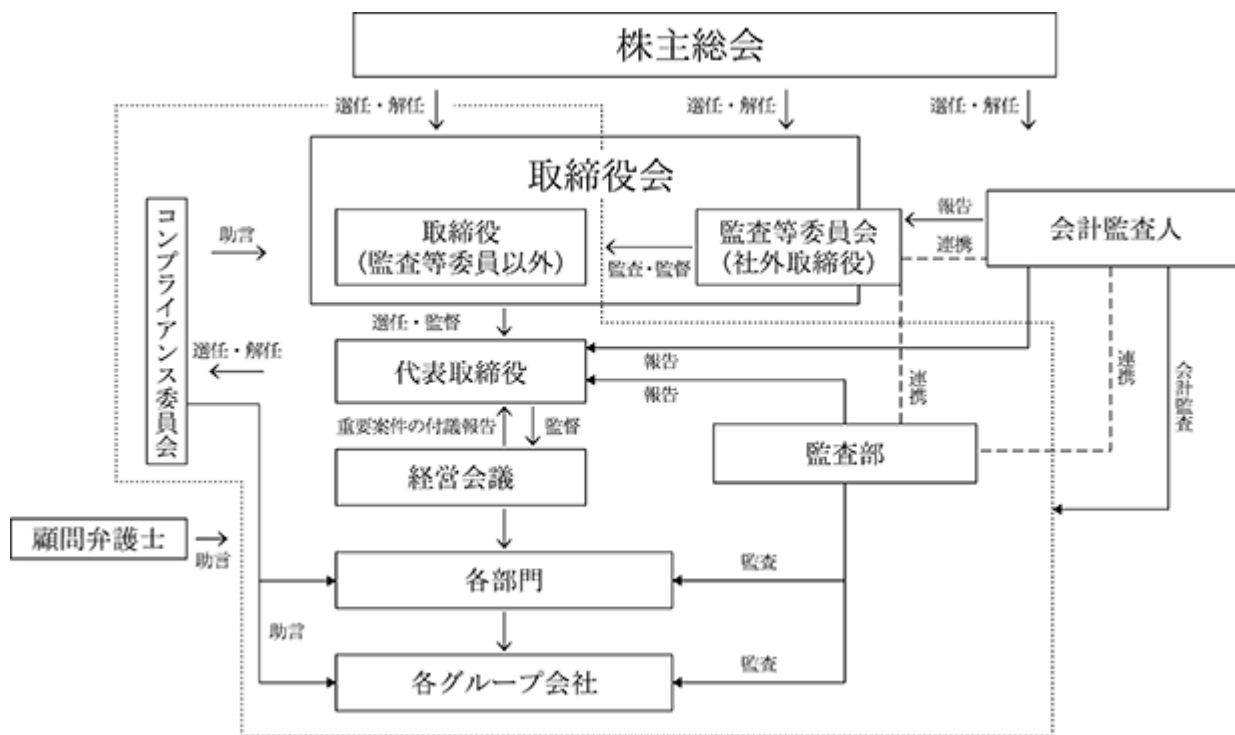 株主総会
選任・解任
選任・解任
選任・解任
取締役会
取締役
(監査等委員以外)
監査・監督
監査等委員会
(社外取締役)
報告
連携
会計監査人
コンプライアンス委員会
助言
選任・解任
選任・監督
代表取締役
報告
報告
連携
連携
会計監査
重要案件の付議報告
監督
経営会議
監査部
顧問弁護士
助言
各部門
監査
助言
各グループ会社
監査